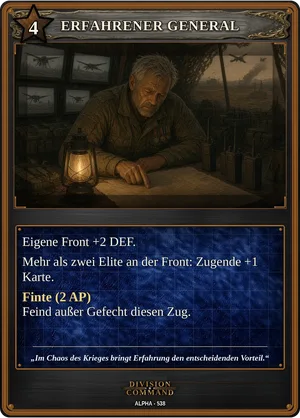 4
ERFAHRENER GENERAL
Eigene Front +2 DEF.
Mehr als zwei Elite an der Front: Zugende +1
Karte.
Finte (2 AP)
Feind außer Gefecht diesen Zug.
„Im Chaos des Krieges bringt Erfahrung den entscheidenden Vorteil.“
DIVISION
COMMAND
ALPHA - 538